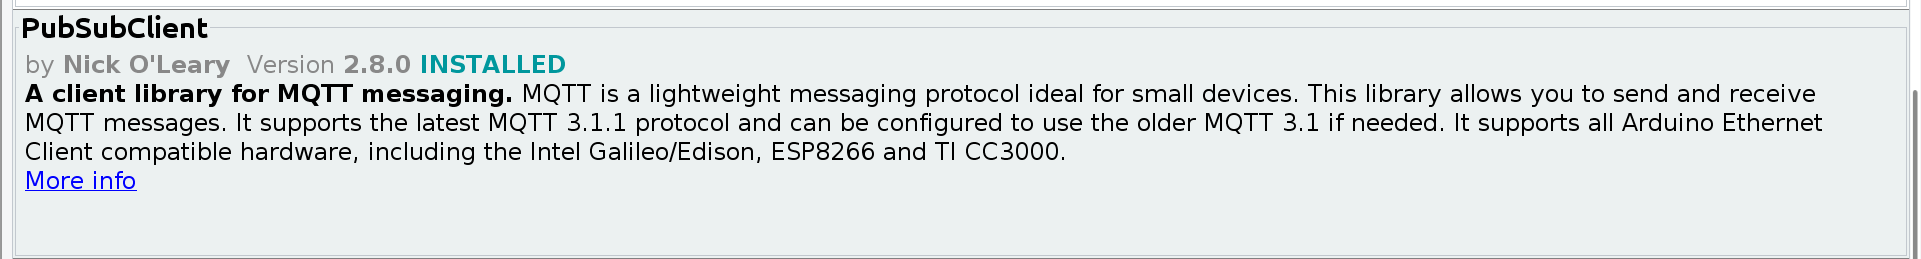 PubSubClient
by Nick O'Leary Version 2.8.0 INSTALLED
A client library for MQTT messaging. MQTT is a lightweight messaging protocol ideal for small devices. This library allows you to send and receive
MQTT messages. It supports the latest MQTT 3.1.1 protocol and can be configured to use the older MQTT 3.1 if needed. It supports all Arduino Ethernet
Client compatible hardware, including the Intel Galileo/Edison, ESP8266 and TI CC3000.
More info